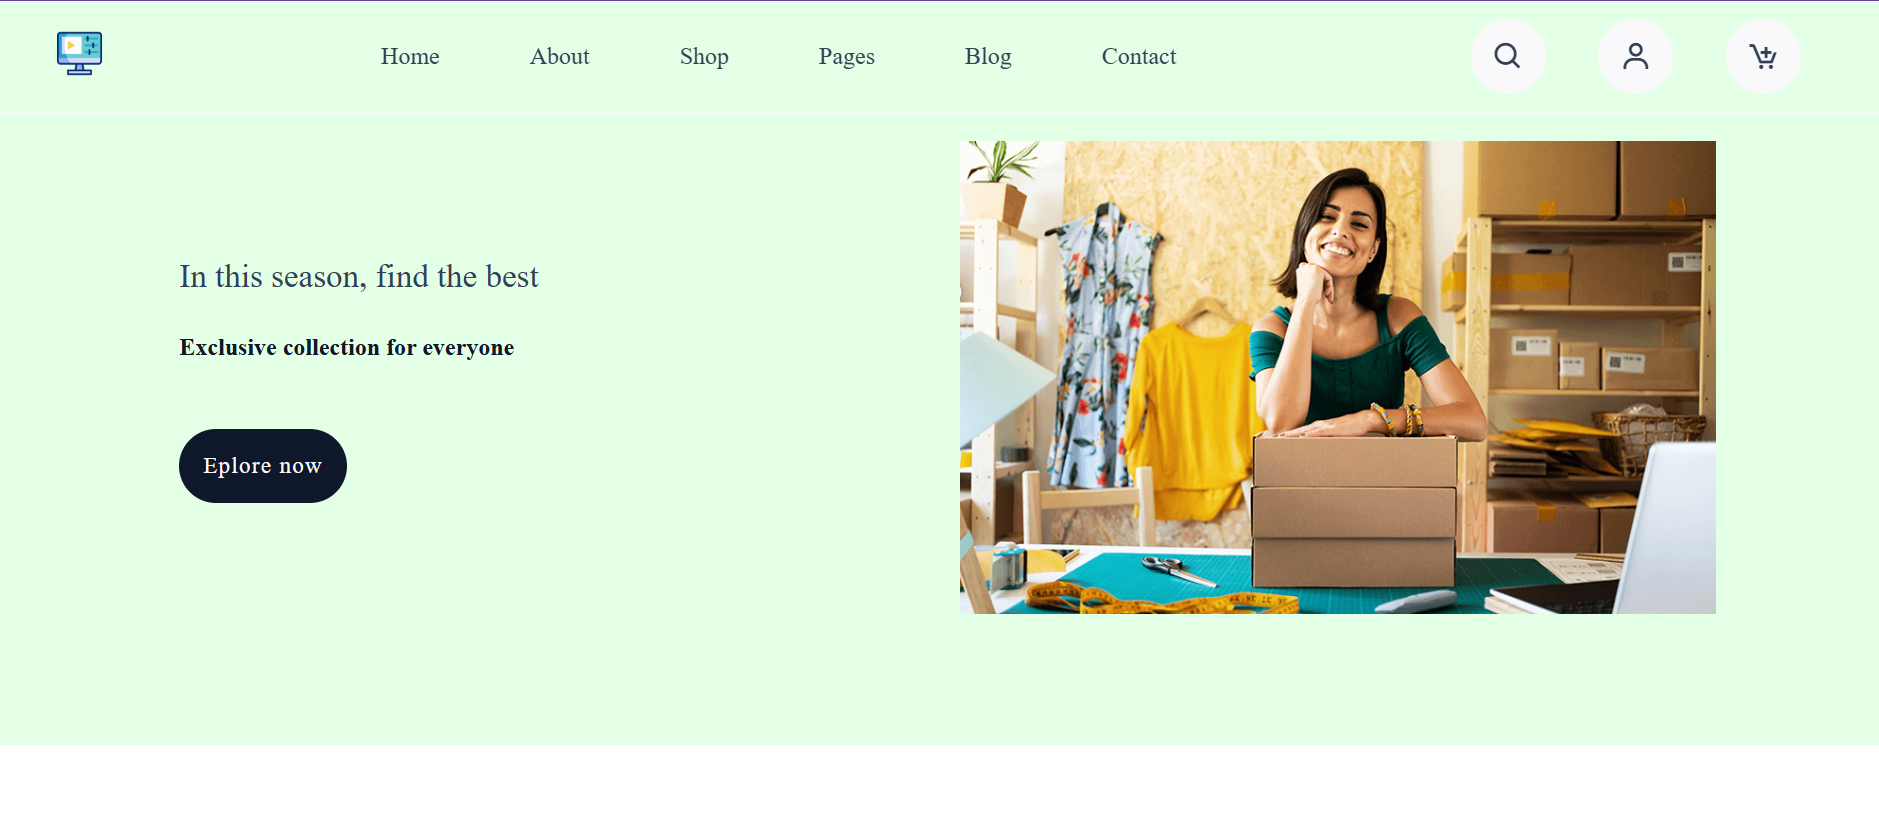 Home About Shop Pages Blog Contact
In this season, find the best
Exclusive collection for everyone
Eplore now